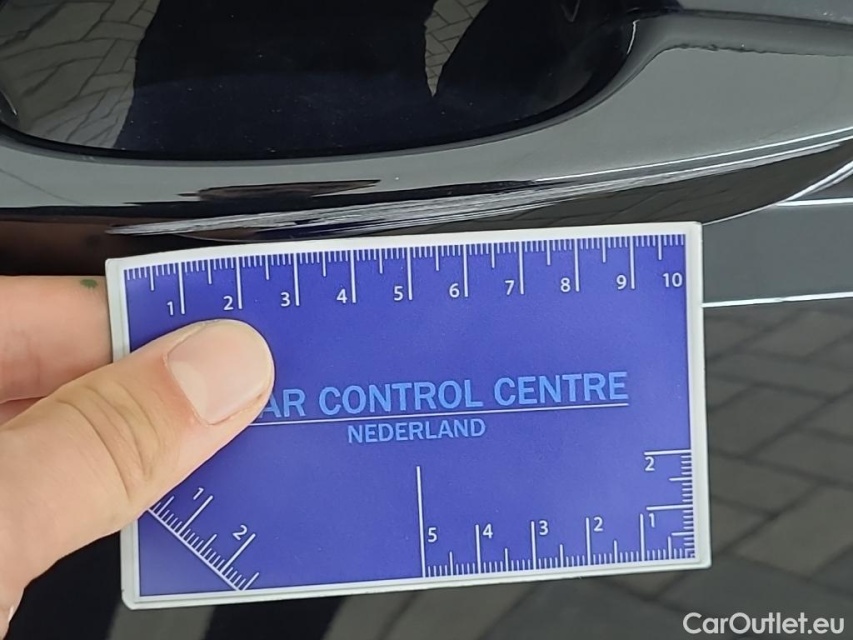 1 2 3 4 5 6 7 8 9 10
AR CONTROL CENTRE
NEDERLAND
2
1
1
2
5 4 3 2
CarOutlet.eu